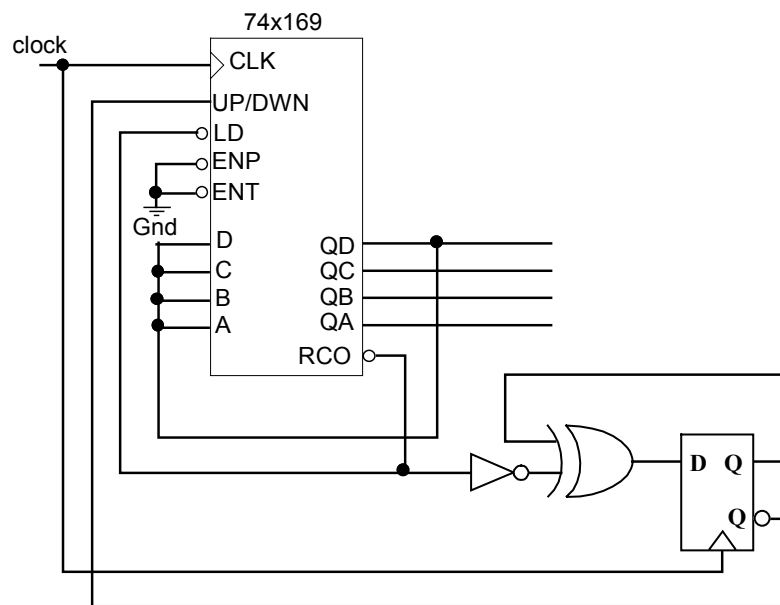 74x169
clock
CLK
UP/DWN
LD
ENP
ENT
Gnd
D
C
B
A
QD
QC
QB
QA
RCO
D Q
Q